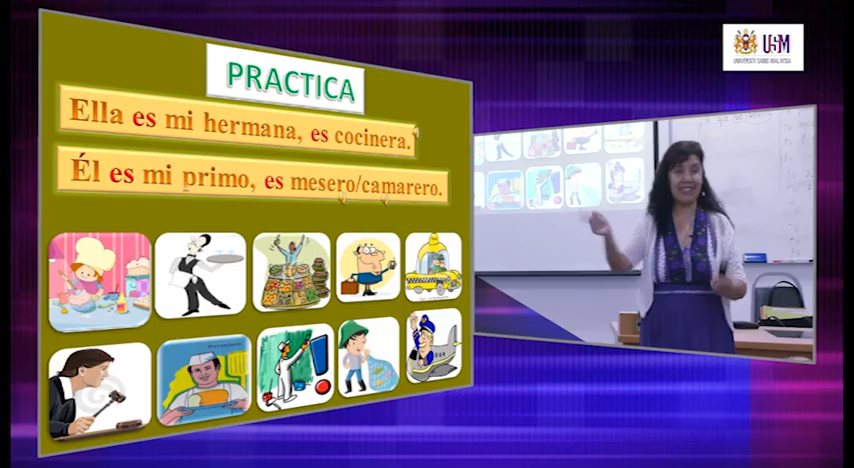 PRACTICA
Ella es mi hermana, es cocinera.
Él es mi primo, es mesero/camarero.
USM
UNIVERSITI SAINS MALAYSIA